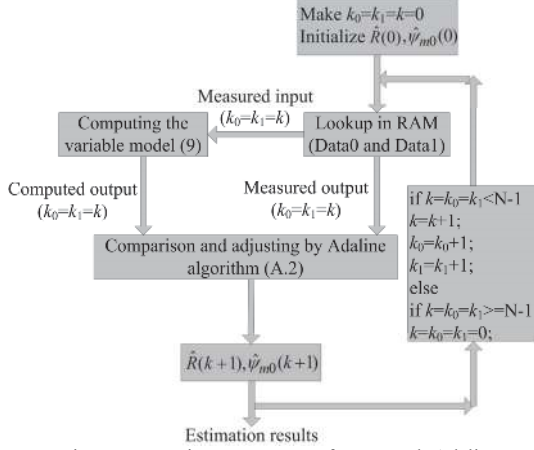 Make k₀=k₁=k=0
Initialize R̂(0),ψ̂ₘ₀(0)
Measured input
(k₀=k₁=k)
Computing the
variable model (9)
Lookup in RAM
(Data0 and Data1)
Computed output
(k₀=k₁=k)
Measured output
(k₀=k₁=k)
if k=k₀=k₁<N-1
k=k+1;
k₀=k₀+1;
k₁=k₁+1;
else
if k=k₀=k₁>=N-1
k=k₀=k₁=0;
Comparison and adjusting by Adaline
algorithm (A.2)
R̂(k+1),ψ̂ₘ₀(k+1)
Estimation results